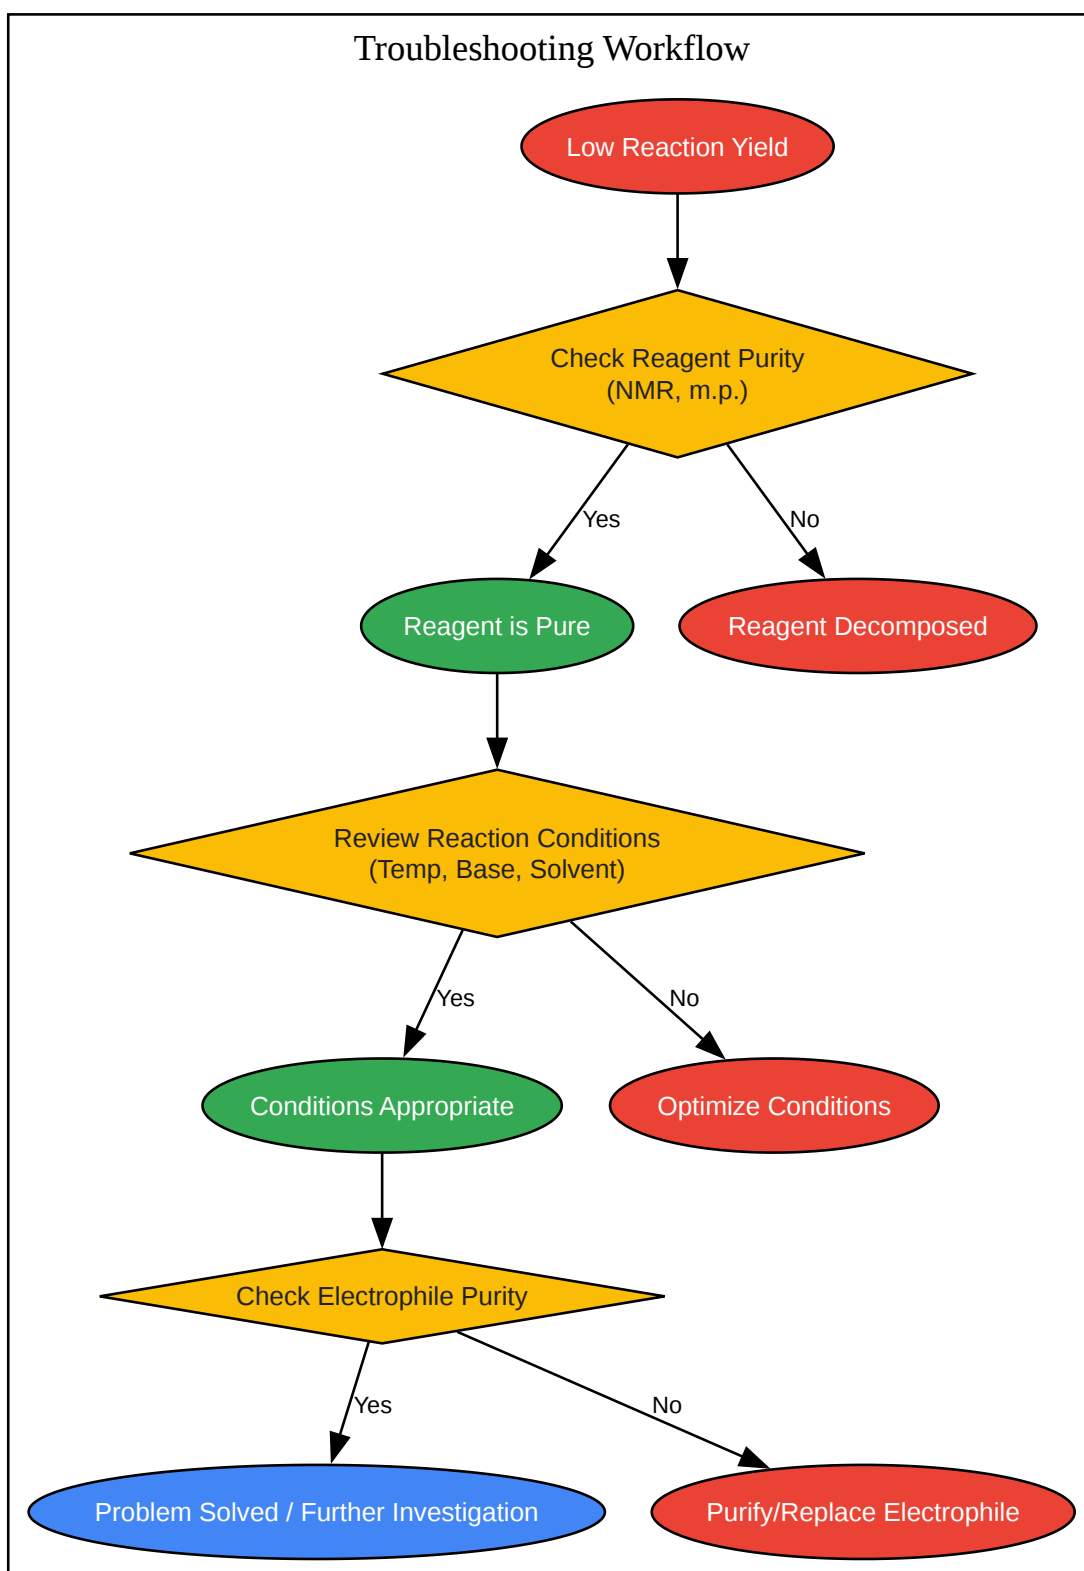 Troubleshooting Workflow
Low Reaction Yield
Check Reagent Purity
(NMR, m.p.)
Yes
No
Reagent is Pure
Reagent Decomposed
Review Reaction Conditions
(Temp, Base, Solvent)
Yes
No
Conditions Appropriate
Optimize Conditions
Check Electrophile Purity
Yes
No
Problem Solved / Further Investigation
Purify/Replace Electrophile